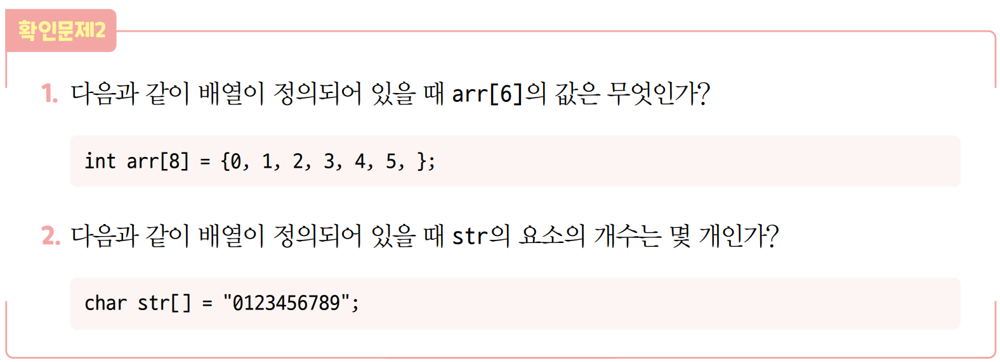 확인문제2
1. 다음과 같이 배열이 정의되어 있을 때 arr[6]의 값은 무엇인가?
int arr[8] = {0, 1, 2, 3, 4, 5, };
2. 다음과 같이 배열이 정의되어 있을 때 str의 요소의 개수는 몇 개인가?
char str[] = "0123456789";